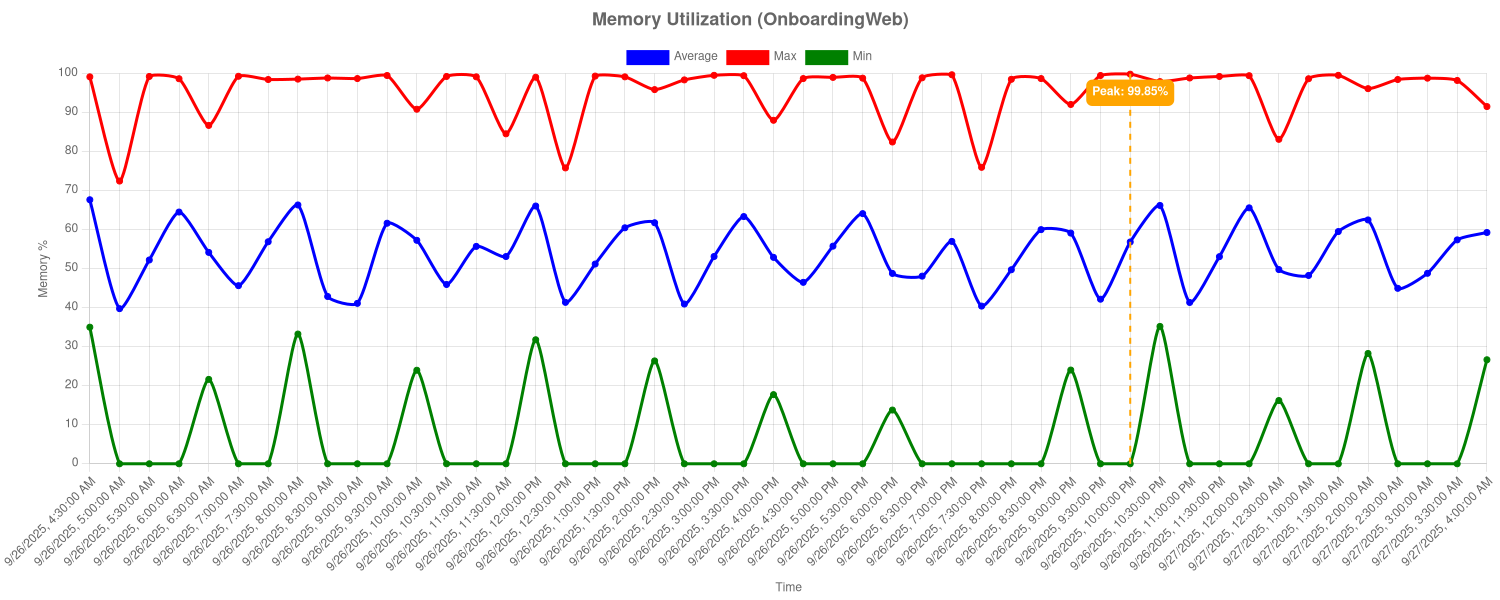 Memory Utilization (OnboardingWeb)
Average Max Min
100
90
80
70
60
50
40
30
20
10
0
Memory %
Peak: 99.85%
9/26/2025, 4:30:00 AM
9/26/2025, 5:00:00 AM
9/26/2025, 5:30:00 AM
9/26/2025, 6:00:00 AM
9/26/2025, 6:30:00 AM
9/26/2025, 7:00:00 AM
9/26/2025, 7:30:00 AM
9/26/2025, 8:00:00 AM
9/26/2025, 8:30:00 AM
9/26/2025, 9:00:00 AM
9/26/2025, 9:30:00 AM
9/26/2025, 10:00:00 AM
9/26/2025, 10:30:00 AM
9/26/2025, 11:00:00 AM
9/26/2025, 11:30:00 AM
9/26/2025, 12:00:00 PM
9/26/2025, 12:30:00 PM
9/26/2025, 1:00:00 PM
9/26/2025, 1:30:00 PM
9/26/2025, 2:00:00 PM
9/26/2025, 2:30:00 PM
9/26/2025, 3:00:00 PM
9/26/2025, 3:30:00 PM
9/26/2025, 4:00:00 PM
9/26/2025, 4:30:00 PM
9/26/2025, 5:00:00 PM
9/26/2025, 5:30:00 PM
9/26/2025, 6:00:00 PM
9/26/2025, 6:30:00 PM
9/26/2025, 7:00:00 PM
9/26/2025, 7:30:00 PM
9/26/2025, 8:00:00 PM
9/26/2025, 8:30:00 PM
9/26/2025, 9:00:00 PM
9/26/2025, 9:30:00 PM
9/26/2025, 10:00:00 PM
9/26/2025, 10:30:00 PM
9/26/2025, 11:00:00 PM
9/26/2025, 11:30:00 PM
9/27/2025, 12:00:00 AM
9/27/2025, 12:30:00 AM
9/27/2025, 1:00:00 AM
9/27/2025, 1:30:00 AM
9/27/2025, 2:00:00 AM
9/27/2025, 2:30:00 AM
9/27/2025, 3:00:00 AM
9/27/2025, 3:30:00 AM
9/27/2025, 4:00:00 AM
Time